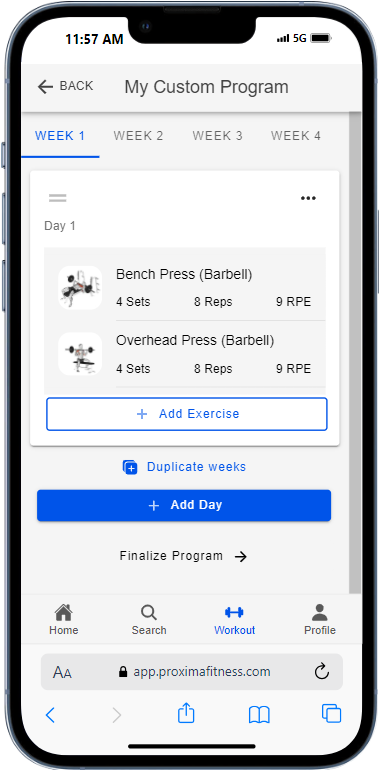 11:57 AM 5G
BACK My Custom Program
WEEK 1 WEEK 2 WEEK 3 WEEK 4
Day 1
Bench Press (Barbell)
4 Sets 8 Reps 9 RPE
Overhead Press (Barbell)
4 Sets 8 Reps 9 RPE
+ Add Exercise
Duplicate weeks
+ Add Day
Finalize Program →
Home Search Workout Profile
AA app.proximafitness.com